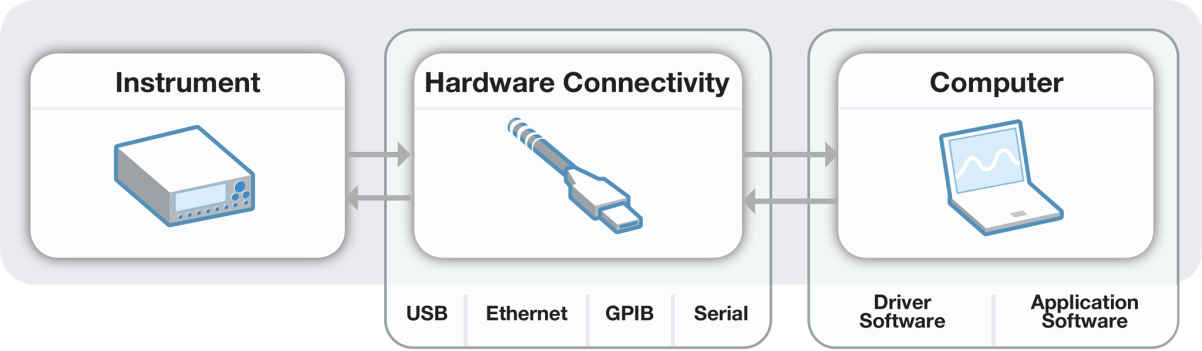 Instrument
Hardware Connectivity
Computer
USB
Ethernet
GPIB
Serial
Driver
Software
Application
Software